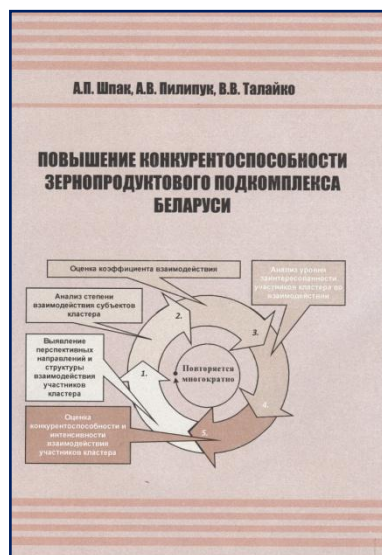 А.П. Шпак, А.В. Пилипук, В.В. Талайко
ПОВЫШЕНИЕ КОНКУРЕНТОСПОСОБНОСТИ
ЗЕРНОПРОДУКТОВОГО ПОДКОМПЛЕКСА
БЕЛАРУСИ
Оценка коэффициента взаимодействия
Анализ степени
взаимодействия субъектов
кластера
Анализ уровня
заинтересованности
участников кластера во
взаимодействии
Выявление
перспективных
направлений и
структуры
взаимодействия
участников
кластера
Оценка
конкурентоспособности и
интенсивности
взаимодействия
участников кластера
1.
2.
3.
4.
5.
Повторяется
многократно